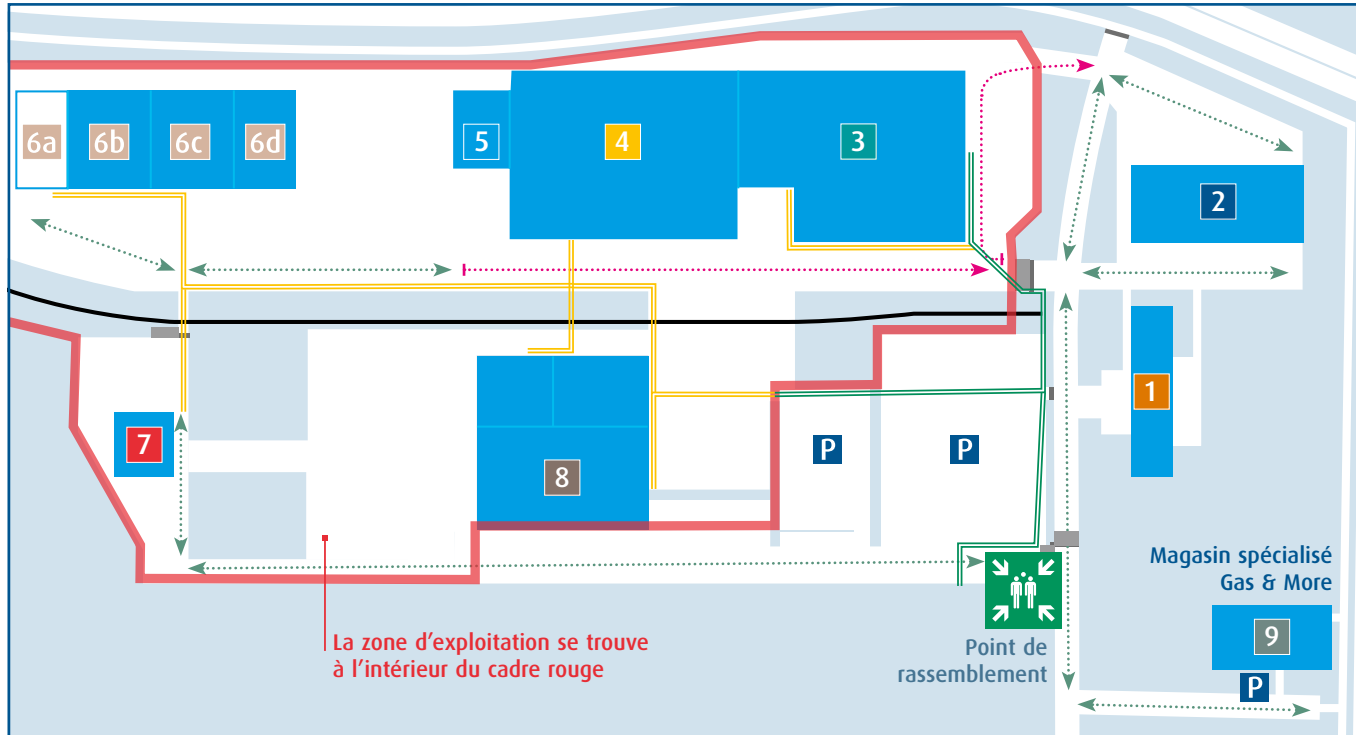 6a
6b
6c
6d
5
4
3
2
1
7
8
P
P
Magasin spécialisé
Gas & More
9
P
La zone d'exploitation se trouve
à l'intérieur du cadre rouge
Point de
rassemblement